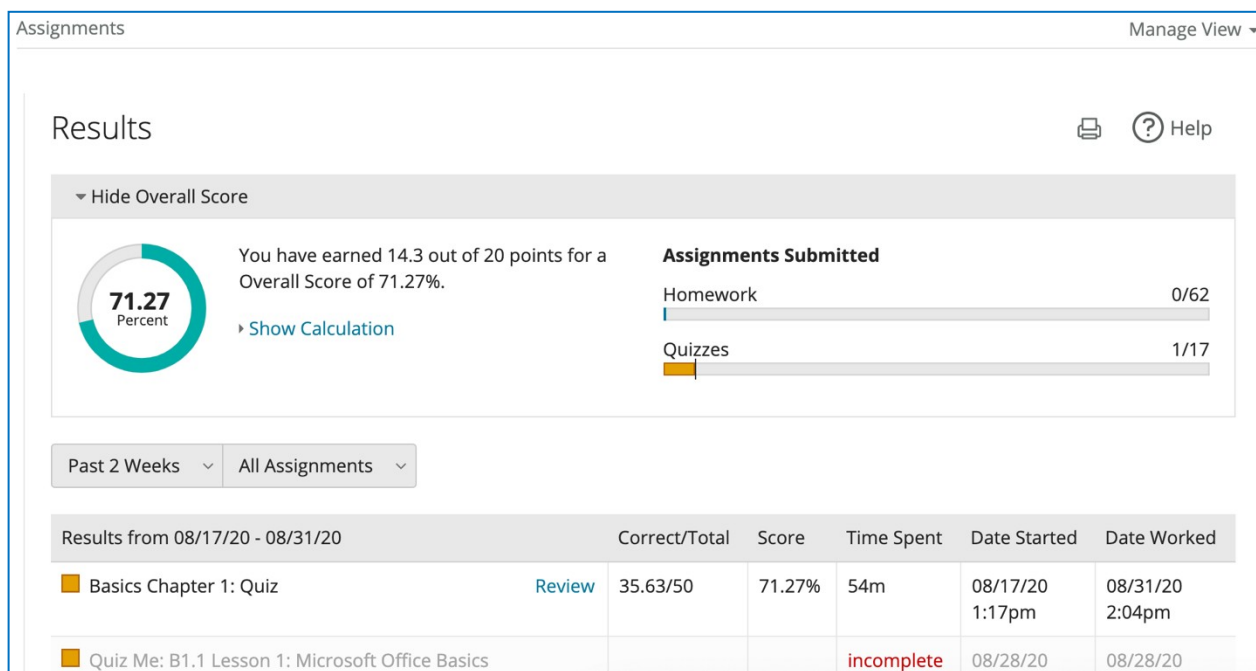 Assignments
Manage View
Results
Help
Hide Overall Score
71.27
Percent
You have earned 14.3 out of 20 points for a
Overall Score of 71.27%.
Show Calculation
Assignments Submitted
Homework 0/62
Quizzes 1/17
Past 2 Weeks
All Assignments
Results from 08/17/20 - 08/31/20 Correct/Total Score Time Spent Date Started Date Worked
Basics Chapter 1: Quiz Review 35.63/50 71.27% 54m 08/17/20 08/31/20
1:17pm 2:04pm
Quiz Me: B1.1 Lesson 1: Microsoft Office Basics incomplete 08/28/20 08/28/20